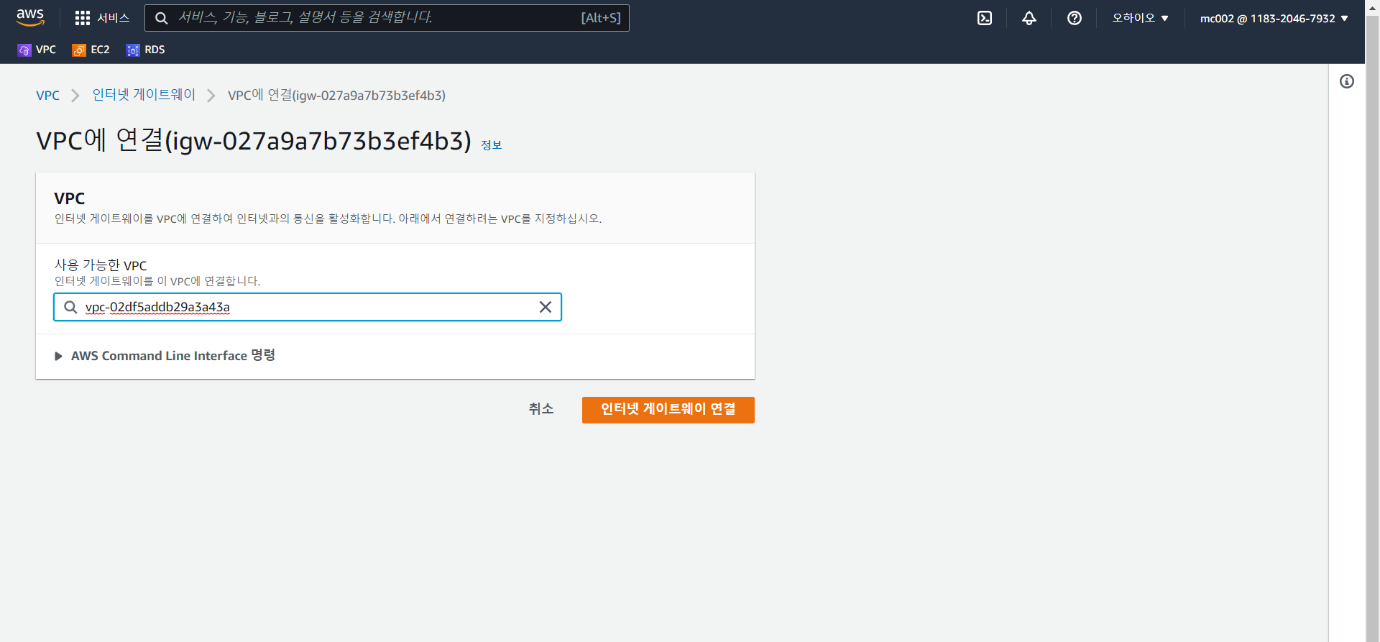 aws 서비스 서비스, 기능, 블로그, 설명서 등을 검색합니다. [Alt+S] 오하이오 ▼ mc002 @ 1183-2046-7932 ▼
VPC EC2 RDS
VPC > 인터넷 게이트웨이 > VPC에 연결(igw-027a9a7b73b3ef4b3)
VPC에 연결(igw-027a9a7b73b3ef4b3) 정보
VPC
인터넷 게이트웨이를 VPC에 연결하여 인터넷과의 통신을 활성화합니다. 아래에서 연결하려는 VPC를 지정하십시오.
사용 가능한 VPC
인터넷 게이트웨이를 이 VPC에 연결합니다.
vpc-02df5addb29a3a43a
▶ AWS Command Line Interface 명령
취소 인터넷 게이트웨이 연결